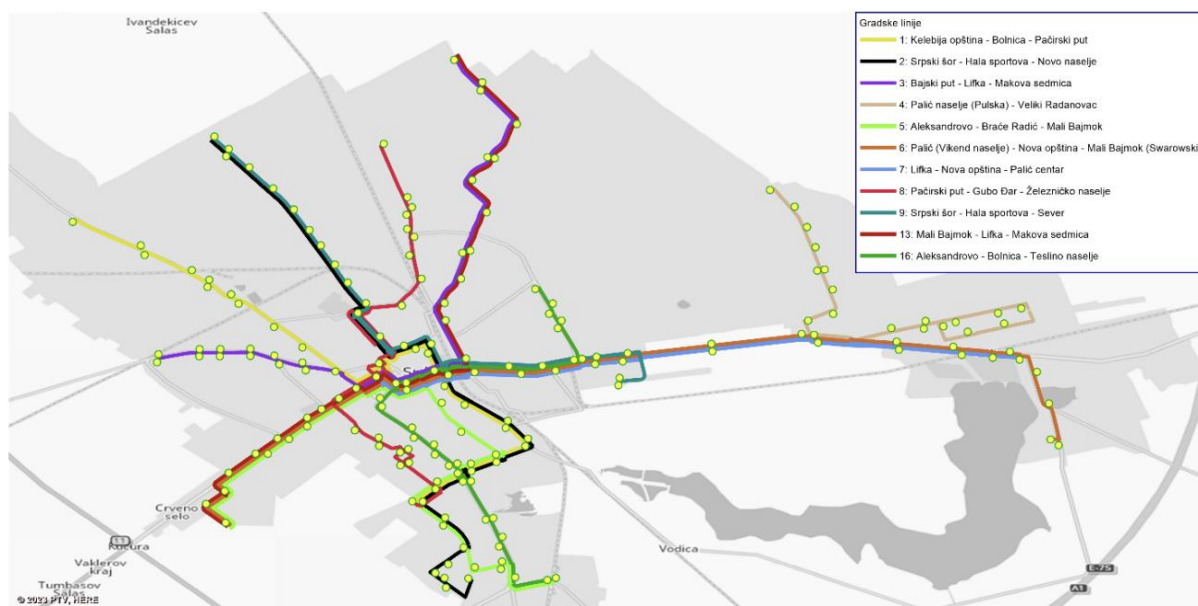 Ivandekicev
Salas
Gradske linije
1: Kelebija opština - Bolnica - Pačirski put
2: Srpski šor - Hala sportova - Novo naselje
3: Bajski put - Lifka - Makova sedmica
4: Palić naselje (Pulska) - Veliki Radanovac
5: Aleksandrovo - Braće Radić - Mali Bajmok
6: Palić (Vikend naselje) - Nova opština - Mali Bajmok (Swarowski
7: Lifka - Nova opština - Palić centar
8: Pačirski put - Gubo Đar - Železničko naselje
9: Srpski šor - Hala sportova - Sever
13: Mali Bajmok - Lifka - Makova sedmica
16: Aleksandrovo - Bolnica - Teslino naselje
Crveno
selo
11
Kučura
Vaklerov
kraj
Tumbasov
Salas
Vodica
E-75
A1
© 2023 PTV, HERE